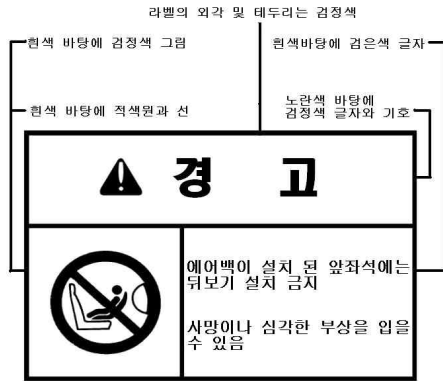 라벨의 외각 및 테두리는 검정색
흰색 바탕에 검정색 그림
흰색바탕에 검은색 글자
흰색 바탕에 적색원과 선
노란색 바탕에
검정색 글자와 기호
경 고
에어백이 설치 된 앞좌석에는
뒤보기 설치 금지
사망이나 심각한 부상을 입을
수 있음